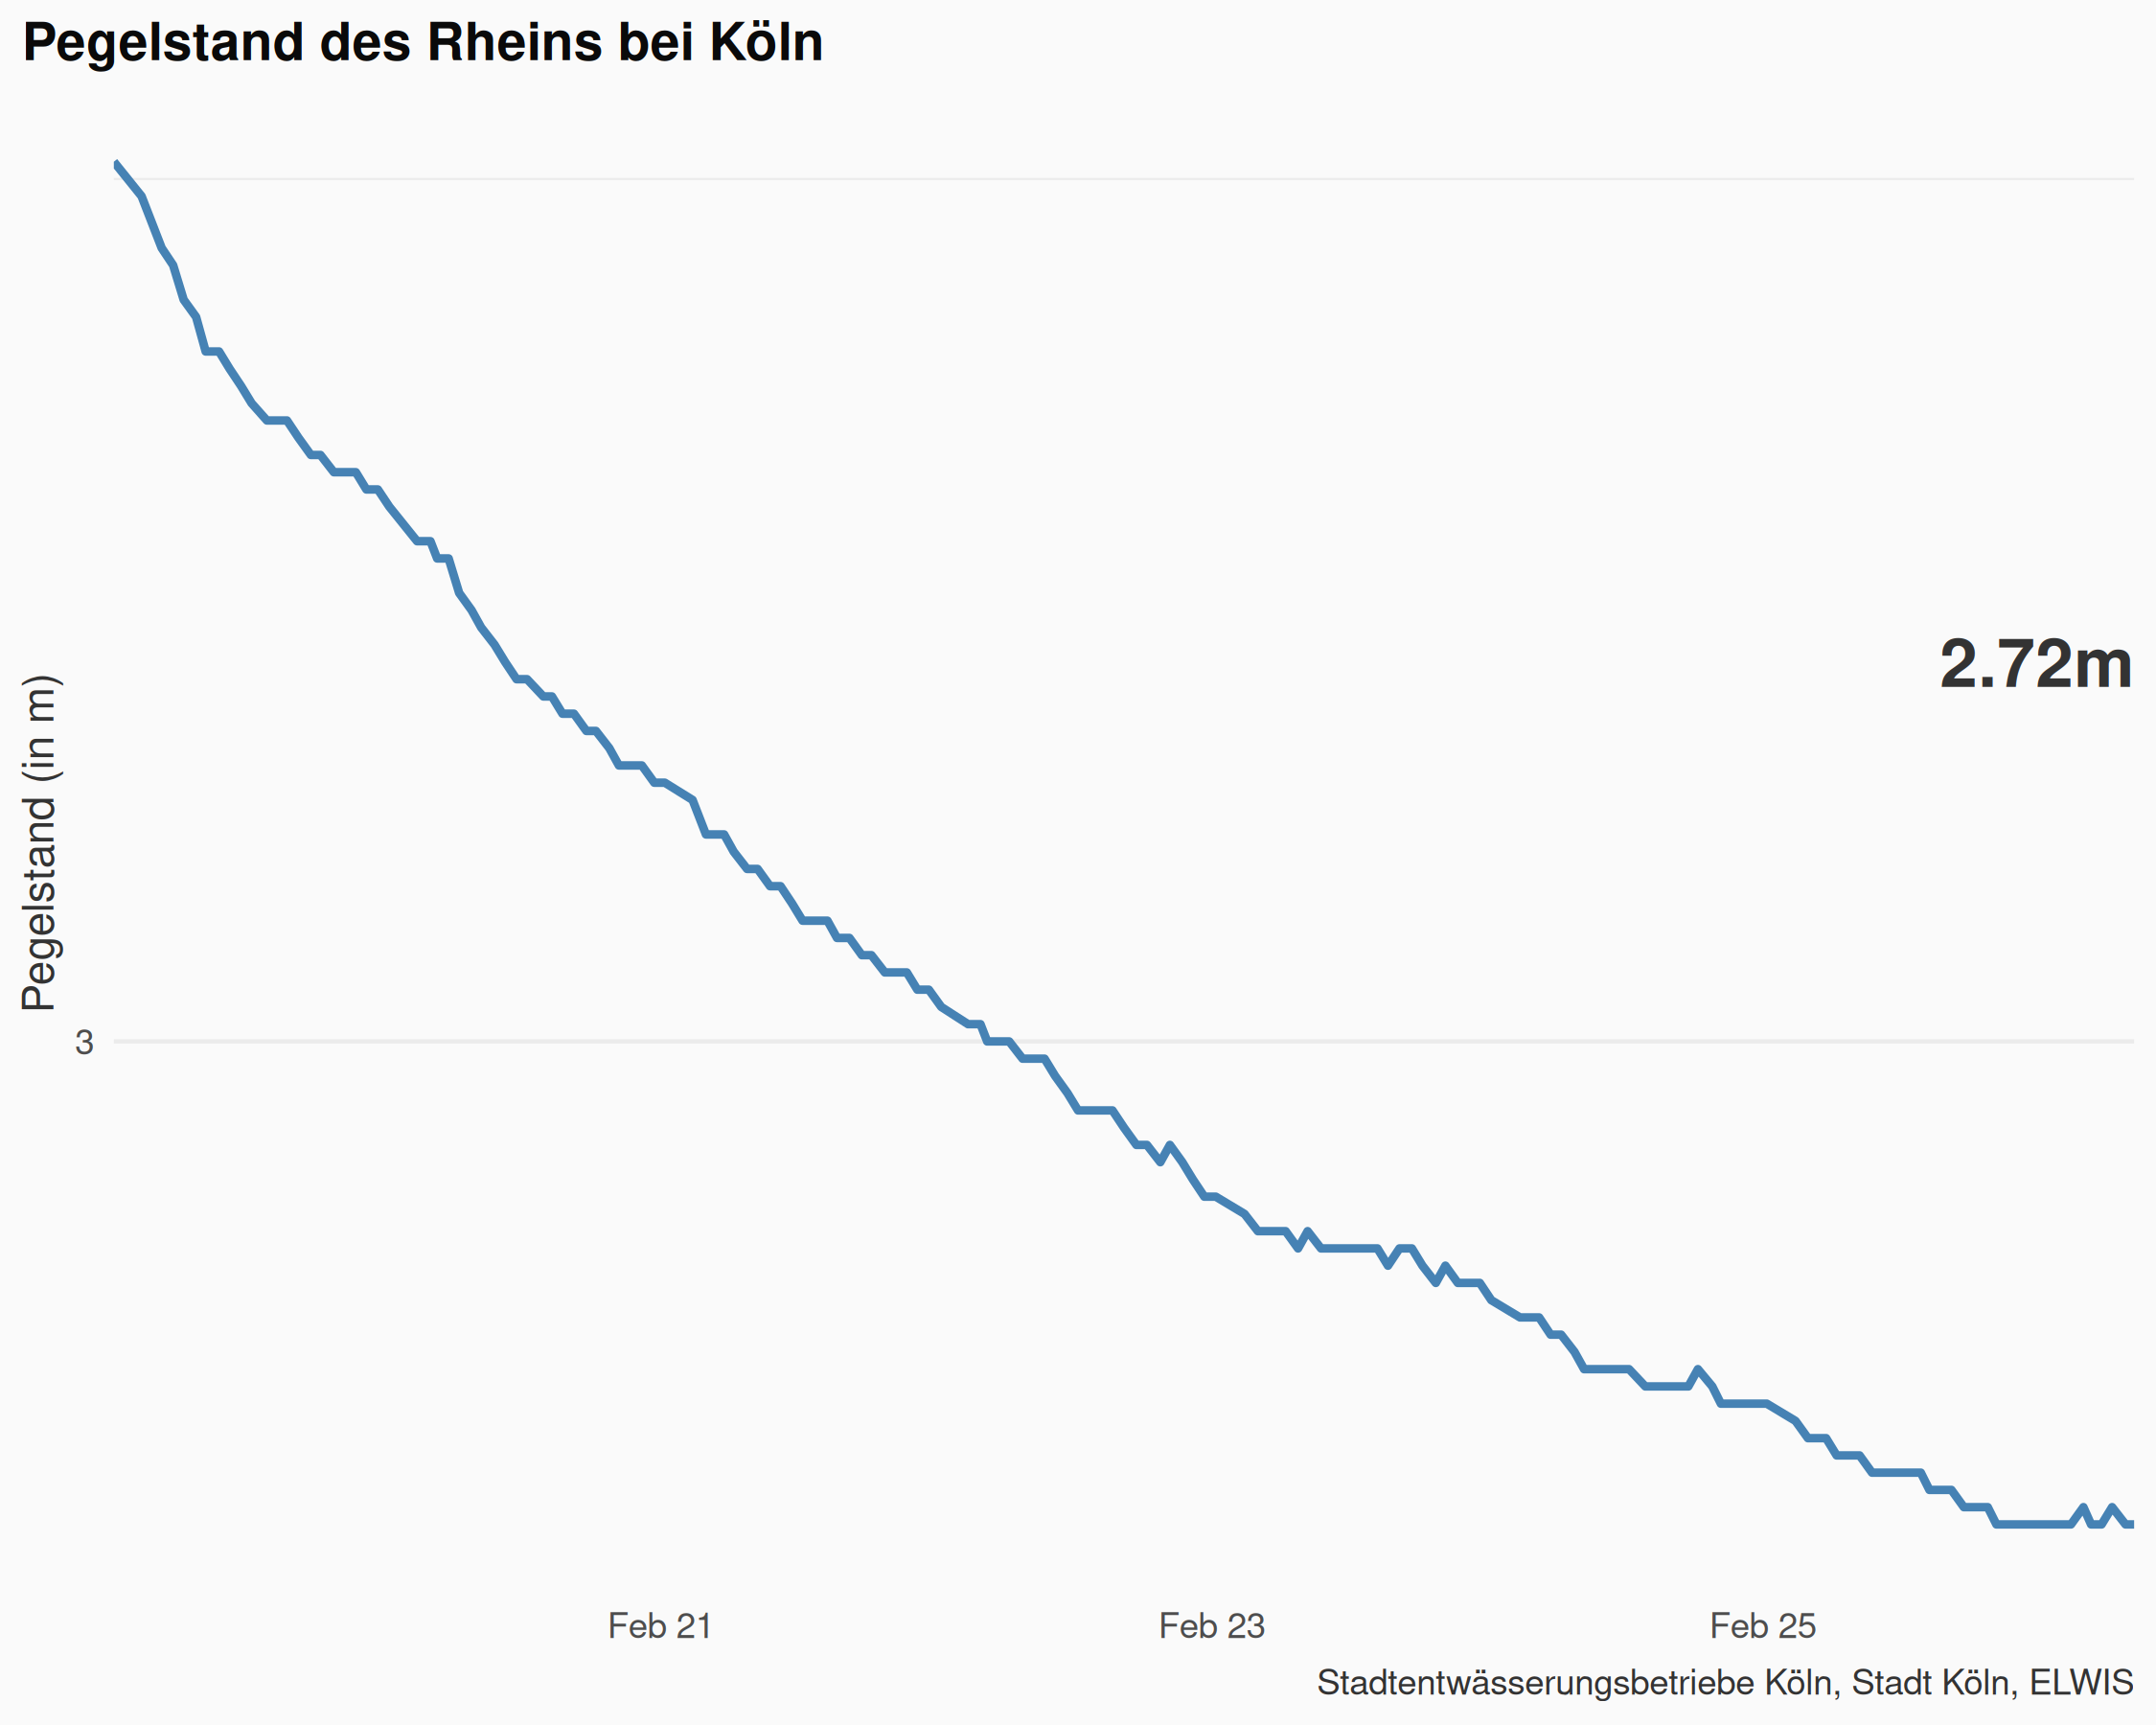 Pegelstand des Rheins bei Köln
2.72m
Pegelstand (in m)
3
Feb 21
Feb 23
Feb 25
Stadtentwässerungsbetriebe Köln, Stadt Köln, ELWIS